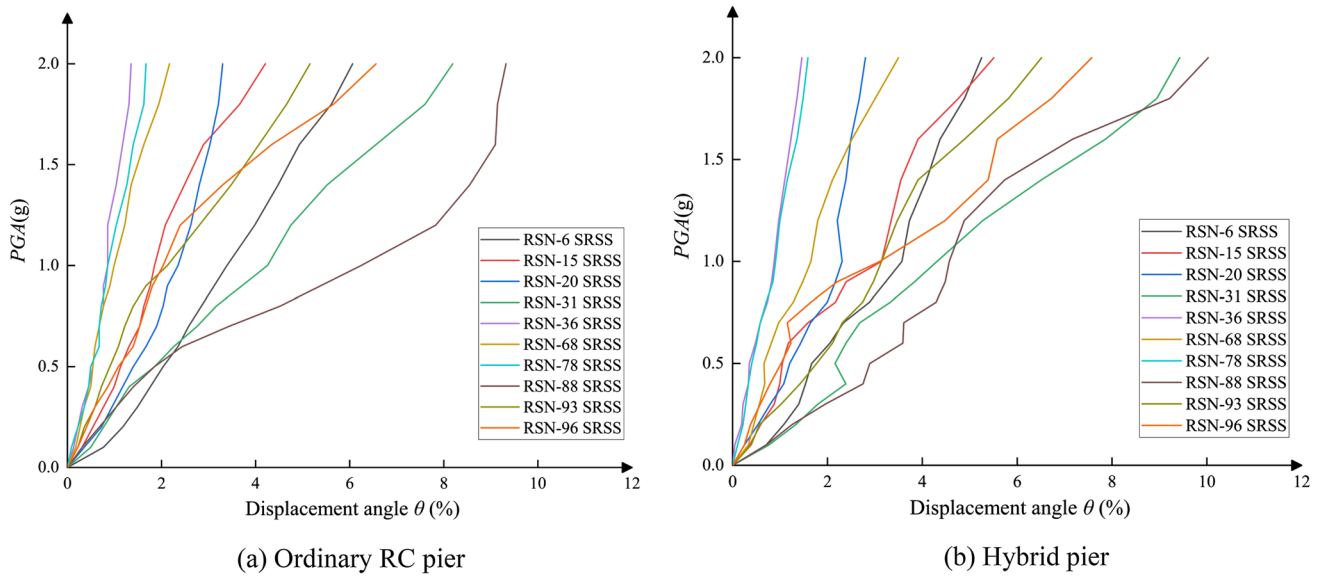 2.0
1.5
1.0
0.5
0.0
PGA(g)
0 2 4 6 8 10 12
Displacement angle θ (%)
RSN-6 SRSS
RSN-15 SRSS
RSN-20 SRSS
RSN-31 SRSS
RSN-36 SRSS
RSN-68 SRSS
RSN-78 SRSS
RSN-88 SRSS
RSN-93 SRSS
RSN-96 SRSS
(a) Ordinary RC pier
2.0
1.5
1.0
0.5
0.0
PGA(g)
0 2 4 6 8 10 12
Displacement angle θ (%)
RSN-6 SRSS
RSN-15 SRSS
RSN-20 SRSS
RSN-31 SRSS
RSN-36 SRSS
RSN-68 SRSS
RSN-78 SRSS
RSN-88 SRSS
RSN-93 SRSS
RSN-96 SRSS
(b) Hybrid pier